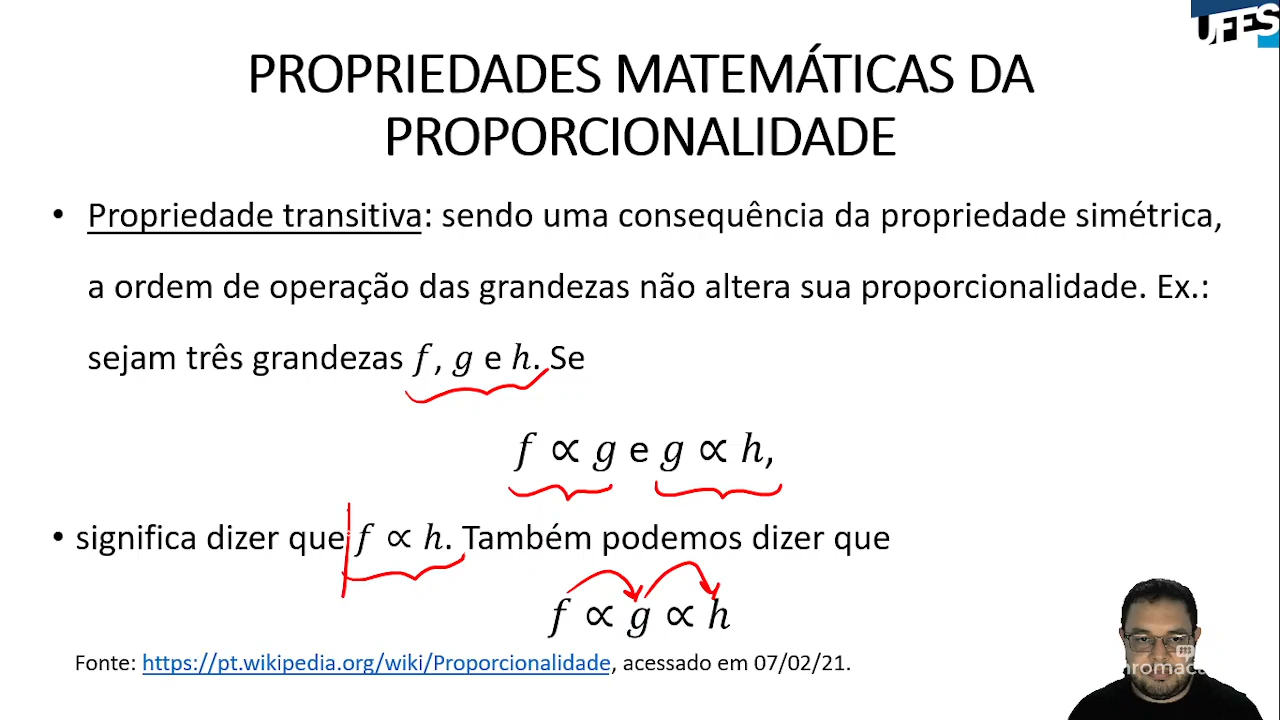 UFES
PROPRIEDADES MATEMÁTICAS DA
PROPORCIONALIDADE
• Propriedade transitiva: sendo uma consequência da propriedade simétrica,
a ordem de operação das grandezas não altera sua proporcionalidade. Ex.:
sejam três grandezas f, g e h. Se
f ∝ g e g ∝ h,
• significa dizer que f ∝ h. Também podemos dizer que
f ∝ g ∝ h
Fonte: https://pt.wikipedia.org/wiki/Proporcionalidade, acessado em 07/02/21.